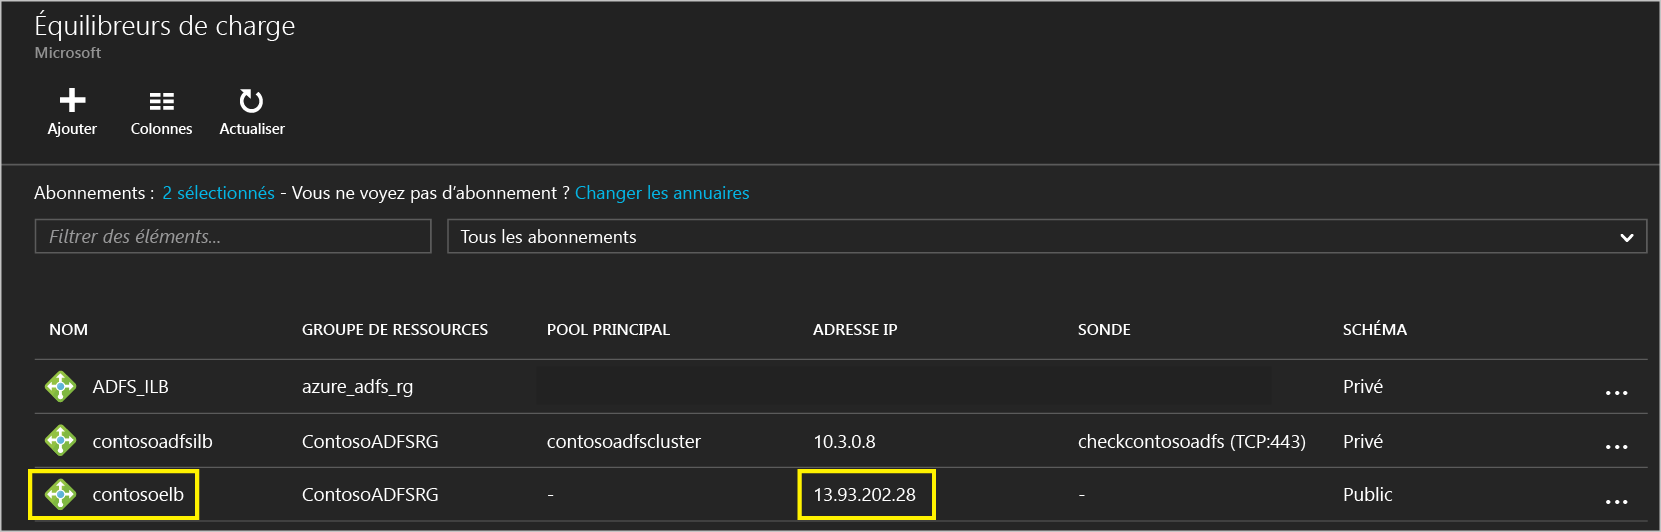 Équilibreurs de charge
Microsoft
Ajouter Colonnes Actualiser
Abonnements : 2 sélectionnés - Vous ne voyez pas d’abonnement ? Changer les annuaires
Filtrer des éléments... Tous les abonnements
NOM GROUPE DE RESSOURCES POOL PRINCIPAL ADRESSE IP SONDE SCHÉMA
ADFS_ILB azure_adfs_rg Privé ...
contosoadfsilb ContosoADFSRG contosoadfscluster 10.3.0.8 checkcontosoadfs (TCP:443) Privé ...
contosoelb ContosoADFSRG - 13.93.202.28 - Public ...